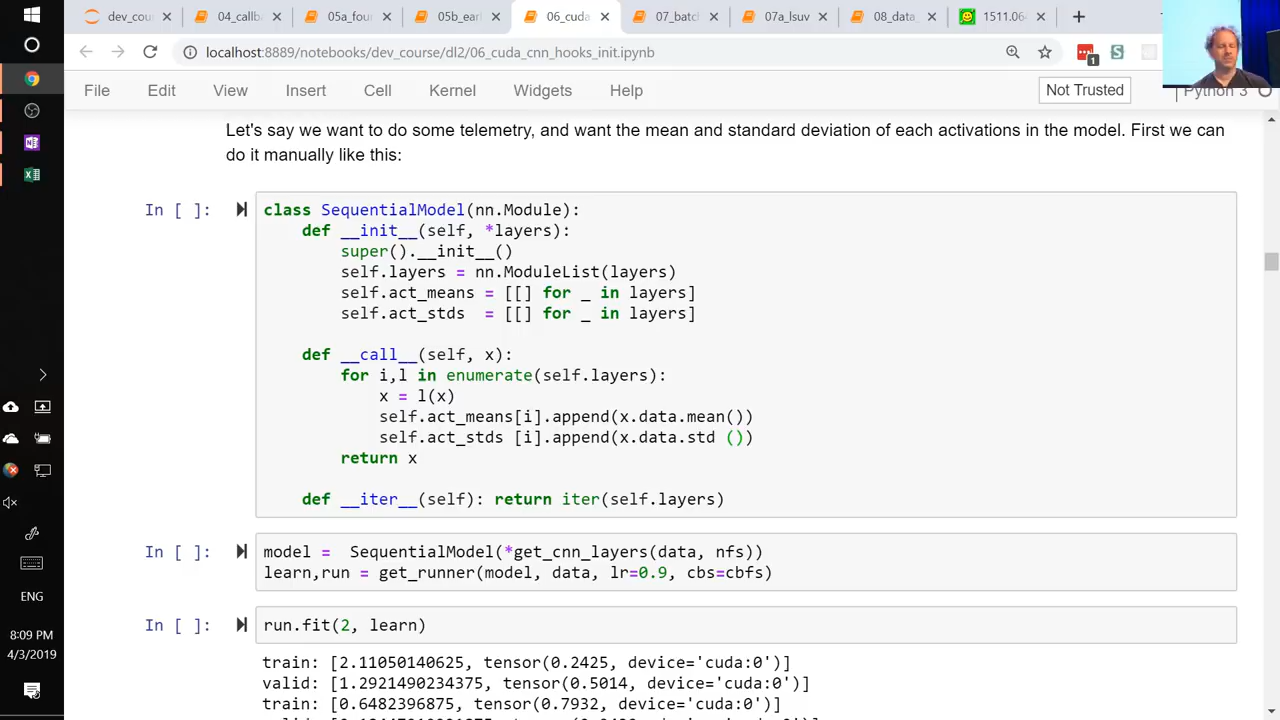 dev_cour
04_callb
05a_fou
05b_earl
06_cuda
07_batch
07a_lsuv
08_data_
1511.064
localhost:8889/notebooks/dev_course/dl2/06_cuda_cnn_hooks_init.ipynb
1
File Edit View Insert Cell Kernel Widgets Help Not Trusted Python 3
Let's say we want to do some telemetry, and want the mean and standard deviation of each activations in the model. First we can
do it manually like this:
In [ ]:
class SequentialModel(nn.Module):
def __init__(self, *layers):
super().__init__()
self.layers = nn.ModuleList(layers)
self.act_means = [[] for _ in layers]
self.act_stds  = [[] for _ in layers]
def __call__(self, x):
for i,l in enumerate(self.layers):
x = l(x)
self.act_means[i].append(x.data.mean())
self.act_stds [i].append(x.data.std ())
return x
def __iter__(self): return iter(self.layers)
In [ ]:
model =  SequentialModel(*get_cnn_layers(data, nfs))
learn,run = get_runner(model, data, lr=0.9, cbs=cbfs)
In [ ]:
run.fit(2, learn)
train: [2.11050140625, tensor(0.2425, device='cuda:0')]
valid: [1.2921490234375, tensor(0.5014, device='cuda:0')]
train: [0.6482396875, tensor(0.7932, device='cuda:0')]
ENG
8:09 PM
4/3/2019